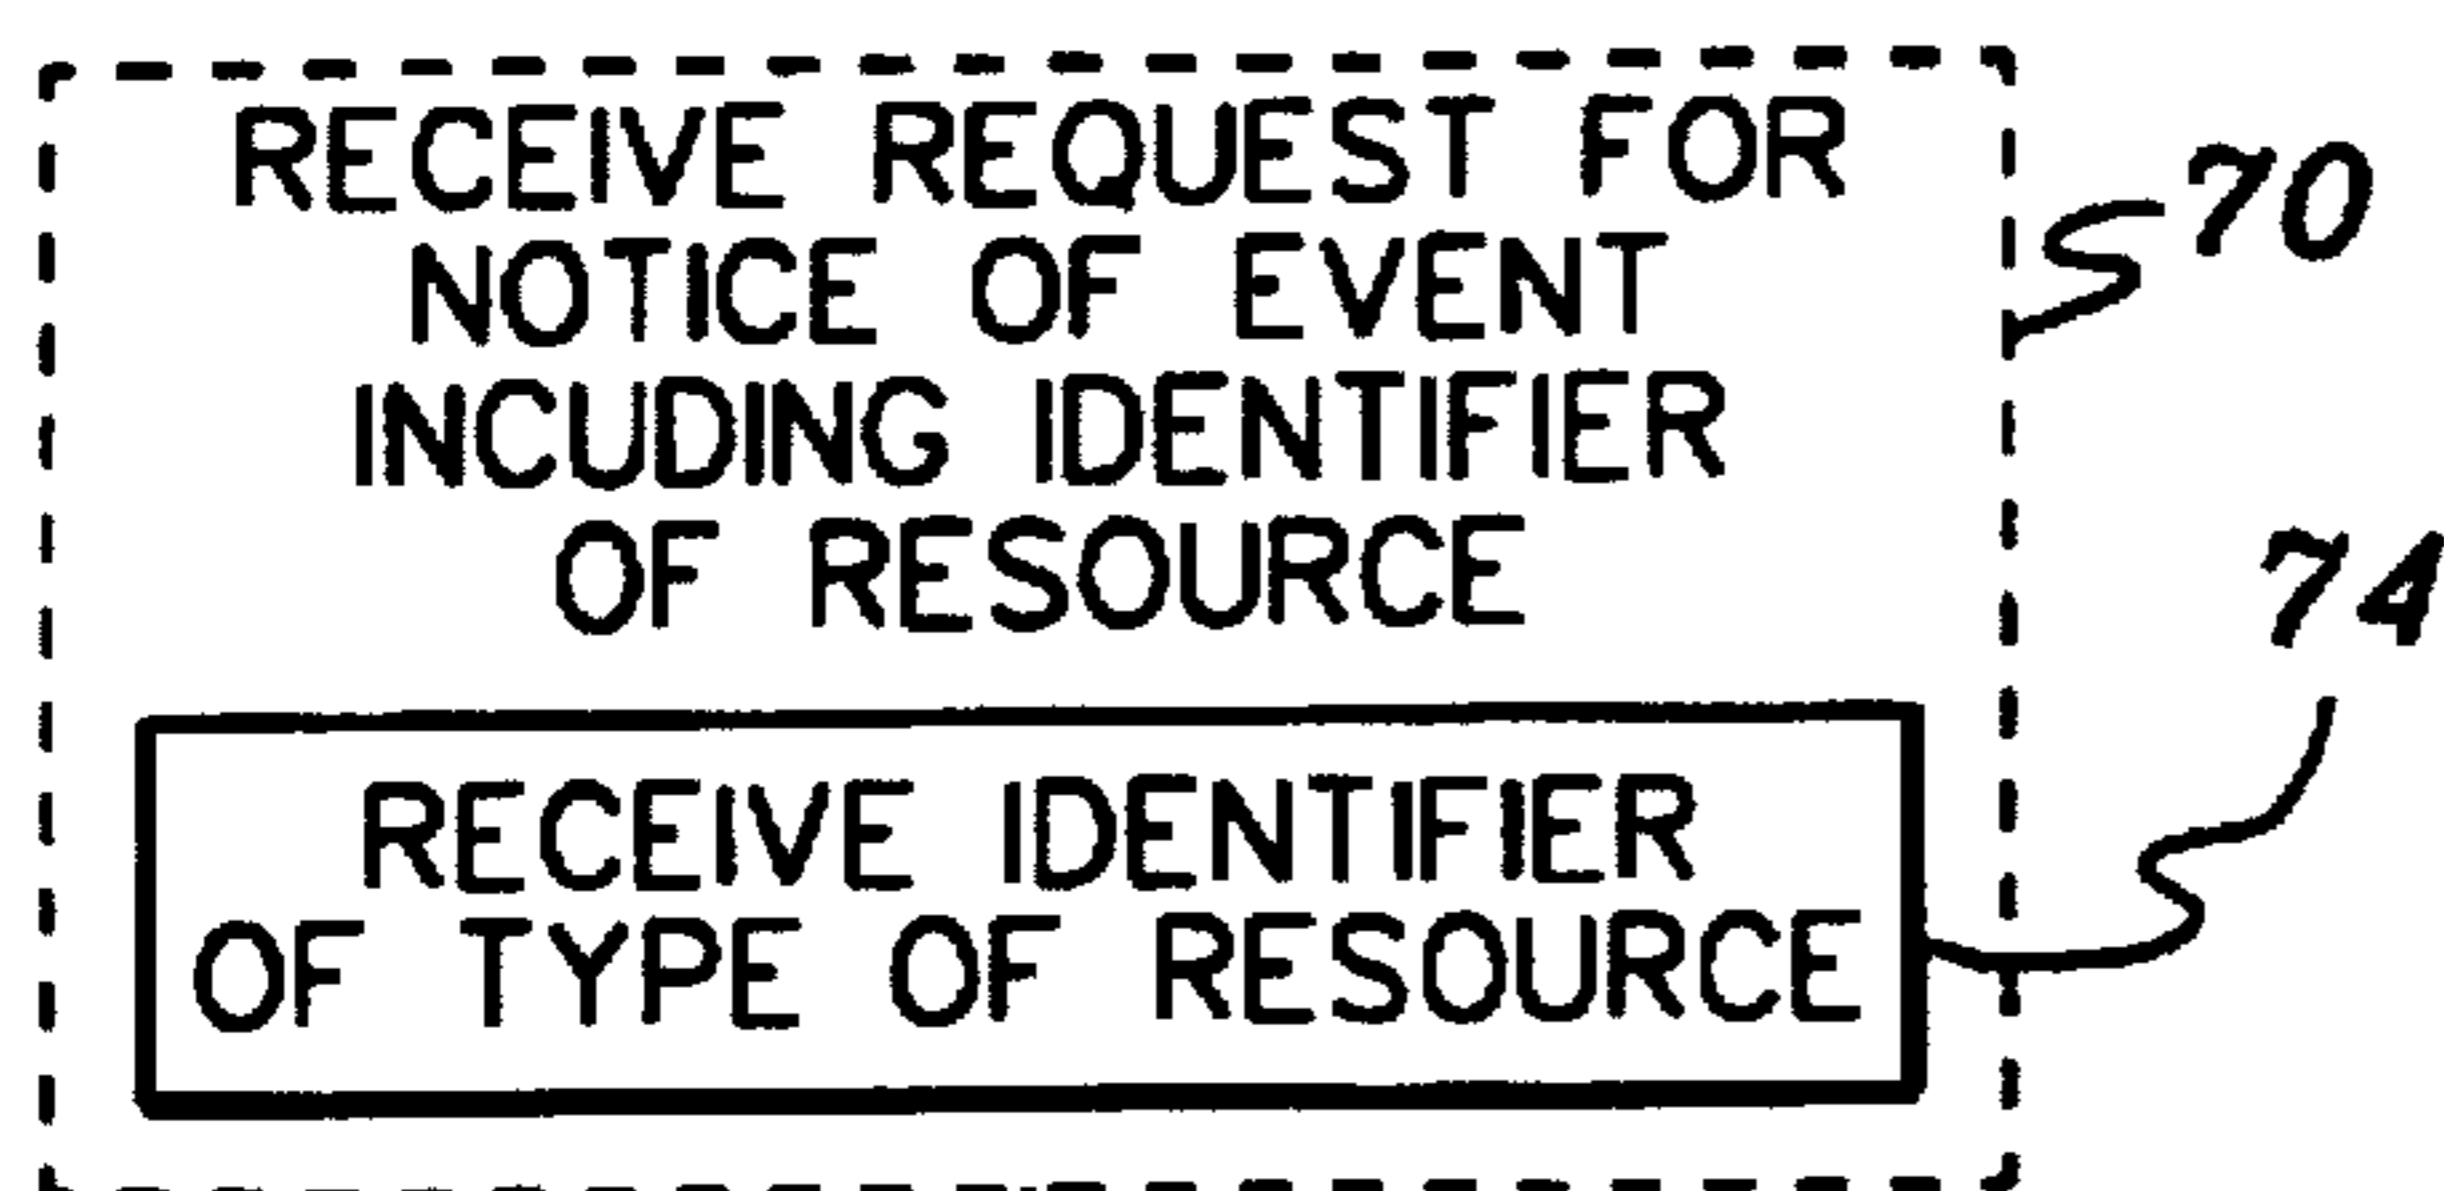 RECEIVE REQUEST FOR
NOTICE OF EVENT
INCUDING IDENTIFIER
OF RESOURCE
70
74
RECEIVE IDENTIFIER
OF TYPE OF RESOURCE